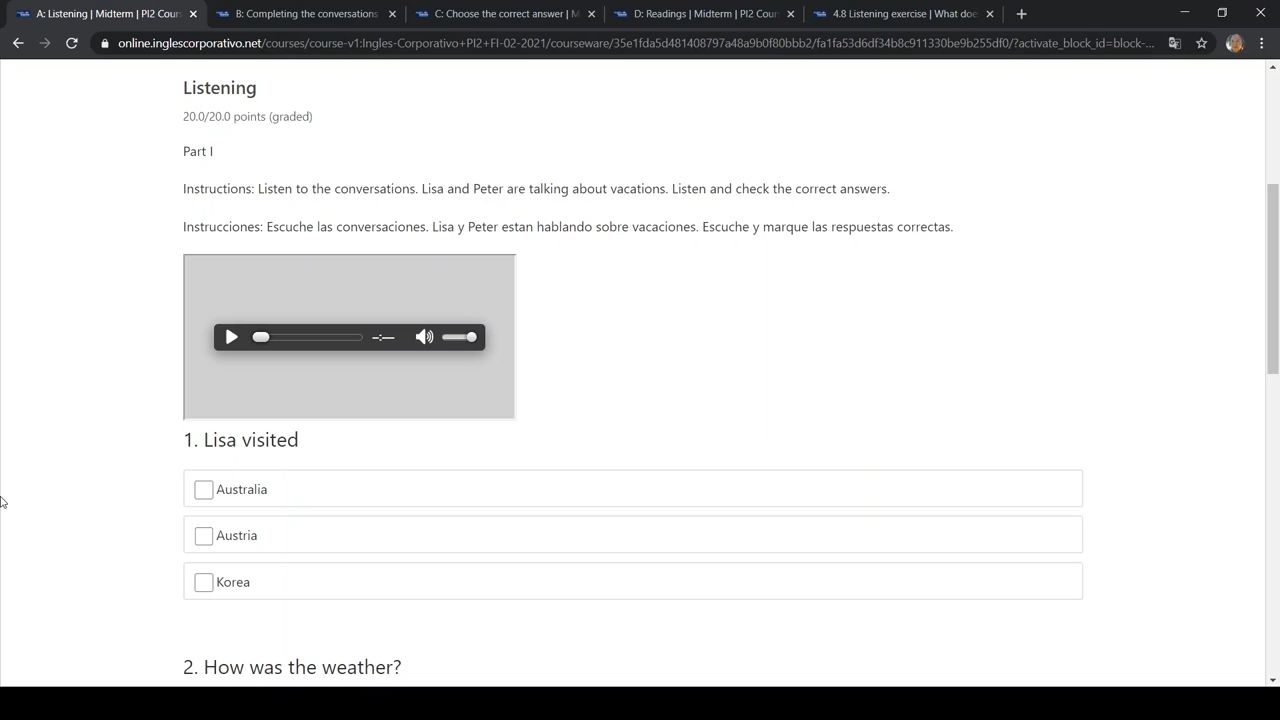 A: Listening | Midterm | PI2 Cour
B: Completing the conversations
C: Choose the correct answer | M
D: Readings | Midterm | PI2 Cour
4.8 Listening exercise | What doe
online.inglescorporativo.net/courses/course-v1:Ingles-Corporativo+PI2+FI-02-2021/courseware/35e1fda5d481408797a48a9b0f80bbb2/fa1fa53d6df34b8c911330be9b255df0/?activate_block_id=block-...
Listening
20.0/20.0 points (graded)
Part I
Instructions: Listen to the conversations. Lisa and Peter are talking about vacations. Listen and check the correct answers.
Instrucciones: Escuche las conversaciones. Lisa y Peter estan hablando sobre vacaciones. Escuche y marque las respuestas correctas.
--:--
1. Lisa visited
Australia
Austria
Korea
2. How was the weather?